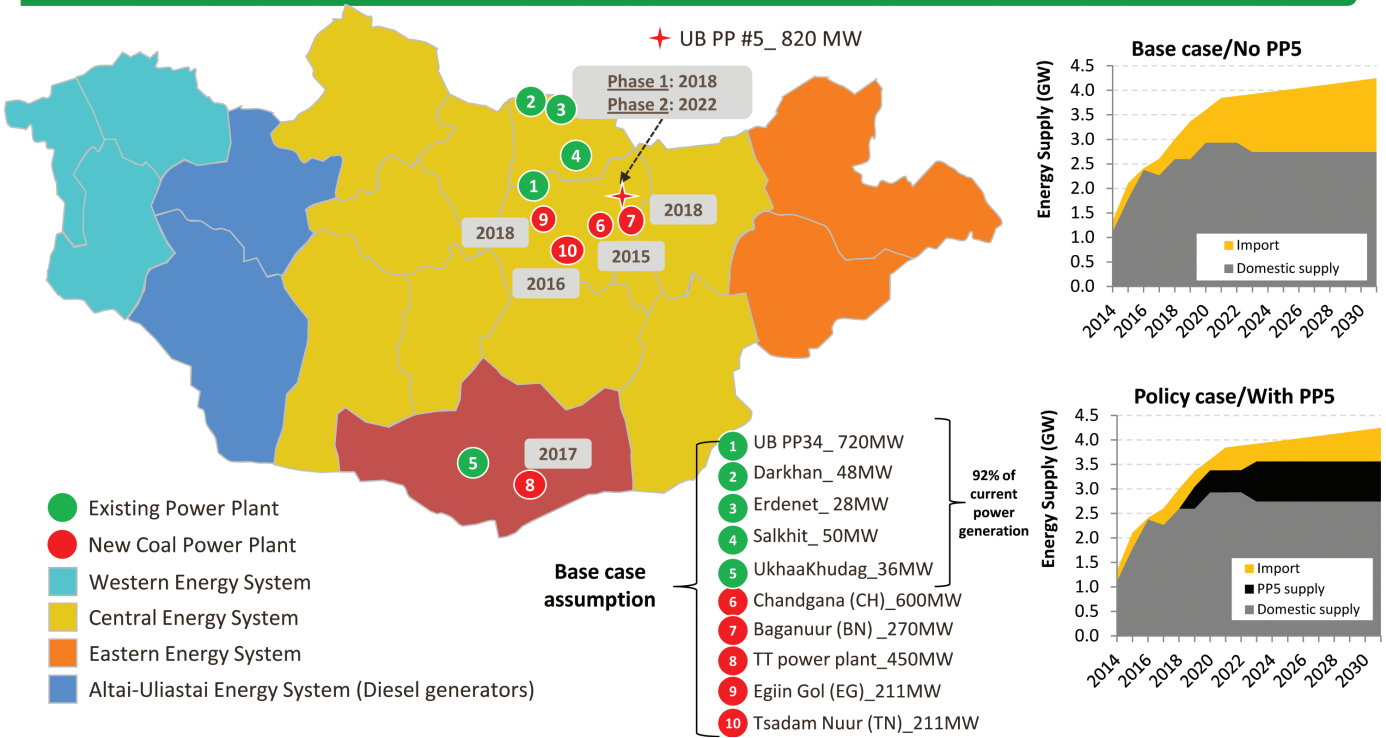 UB PP #5_ 820 MW
Phase 1: 2018
Phase 2: 2022
2
3
4
1
9
6
7
10
2018
2018
2015
2016
5
8
2017
Existing Power Plant
New Coal Power Plant
Western Energy System
Central Energy System
Eastern Energy System
Altai-Uliastai Energy System (Diesel generators)
Base case
assumption
1 UB PP34_ 720MW
2 Darkhan_ 48MW
3 Erdenet_ 28MW
4 Salkhit_ 50MW
5 UkhaaKhudag_36MW
6 Chandgana (CH)_600MW
7 Baganuur (BN) _270MW
8 TT power plant_450MW
9 Egiin Gol (EG)_211MW
10 Tsadam Nuur (TN)_211MW
92% of
current
power
generation
Base case/No PP5
Energy Supply (GW)
4.5
4.0
3.5
3.0
2.5
2.0
1.5
1.0
0.5
0.0
Import
Domestic supply
2014
2016
2018
2020
2022
2024
2026
2028
2030
Policy case/With PP5
Energy Supply (GW)
4.5
4.0
3.5
3.0
2.5
2.0
1.5
1.0
0.5
0.0
Import
PP5 supply
Domestic supply
2014
2016
2018
2020
2022
2024
2026
2028
2030